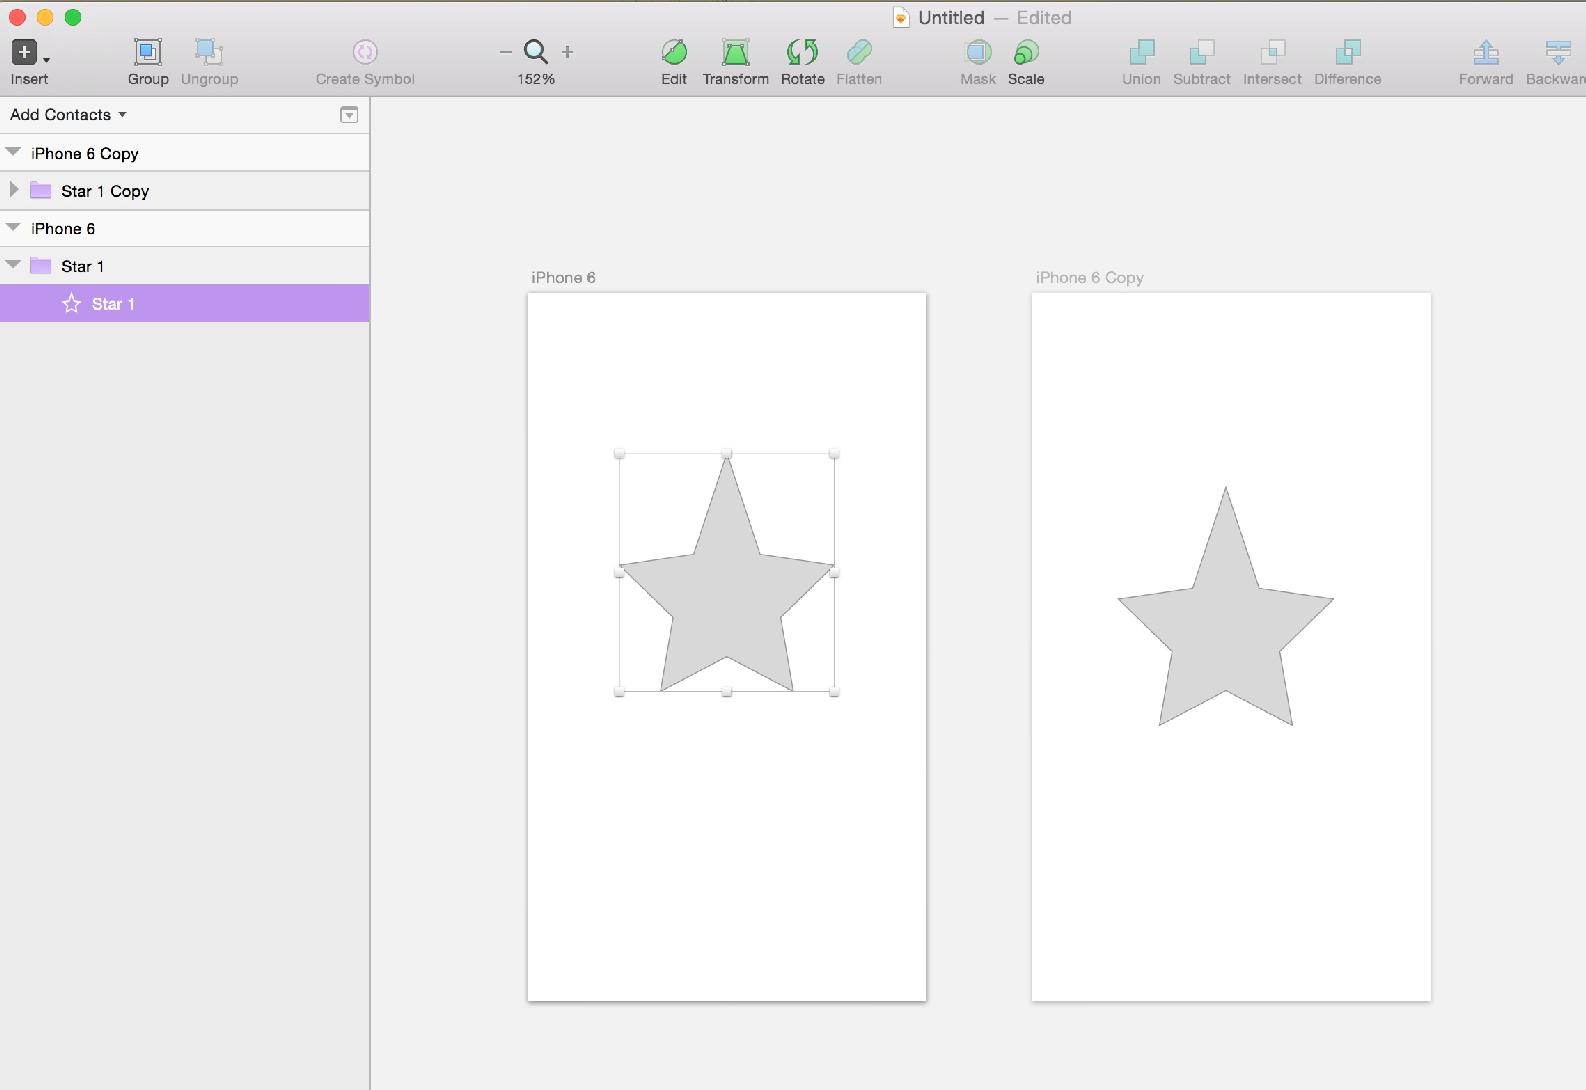 Untitled — Edited
Insert Group Ungroup Create Symbol 152% Edit Transform Rotate Flatten Mask Scale Union Subtract Intersect Difference Forward Backwar
Add Contacts
iPhone 6 Copy
Star 1 Copy
iPhone 6
Star 1
Star 1
iPhone 6
iPhone 6 Copy